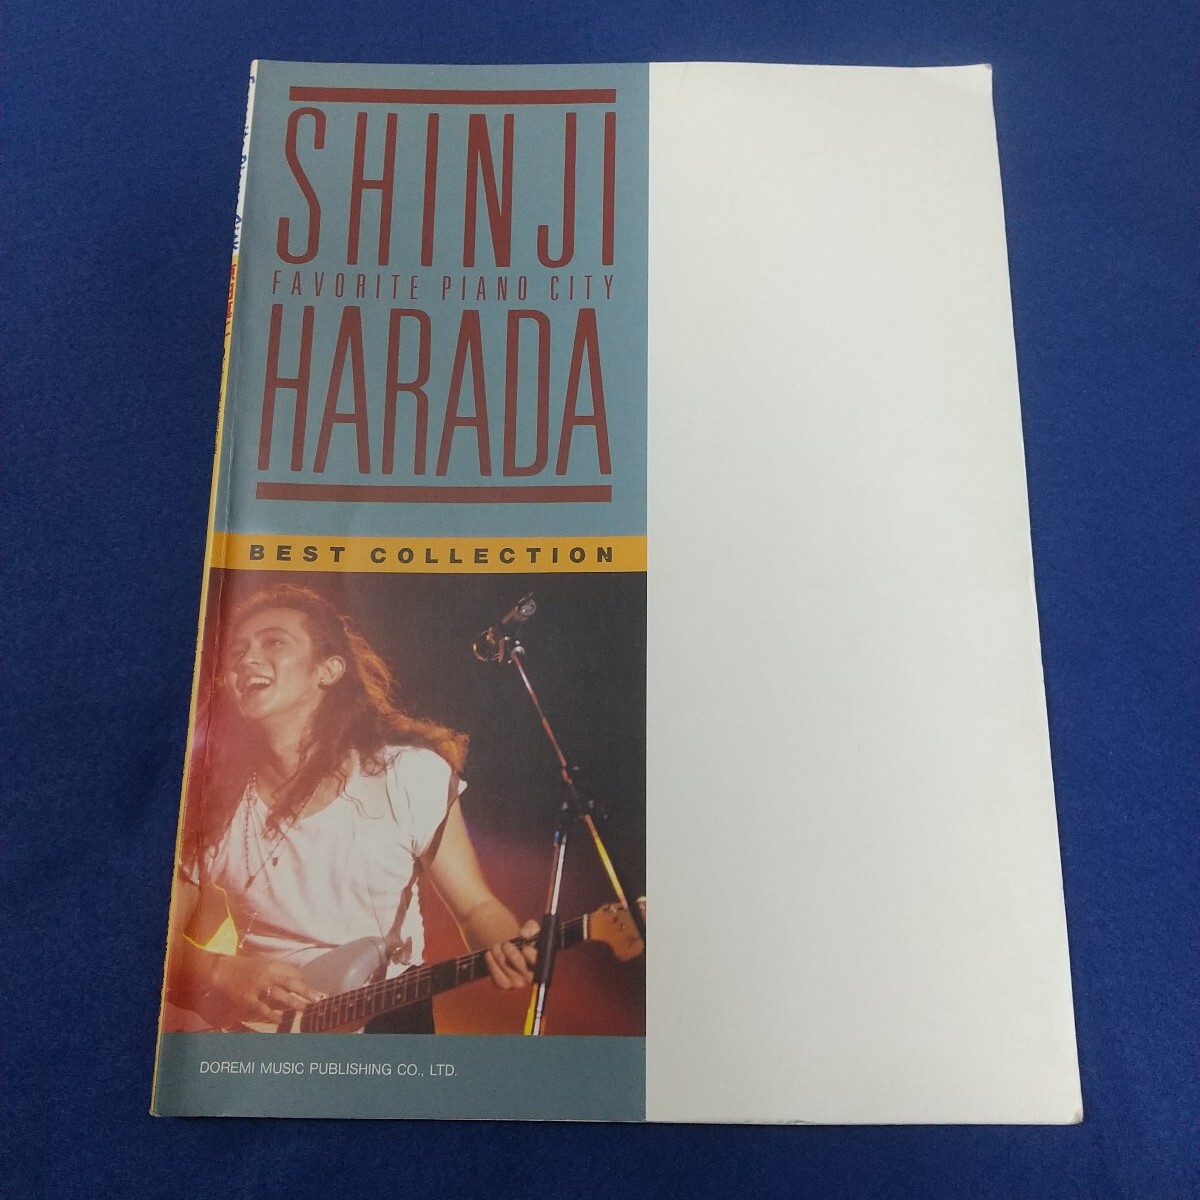 SHINJI
FAVORITE PIANO CITY
HARADA
BEST COLLECTION
DOREMI MUSIC PUBLISHING CO., LTD.